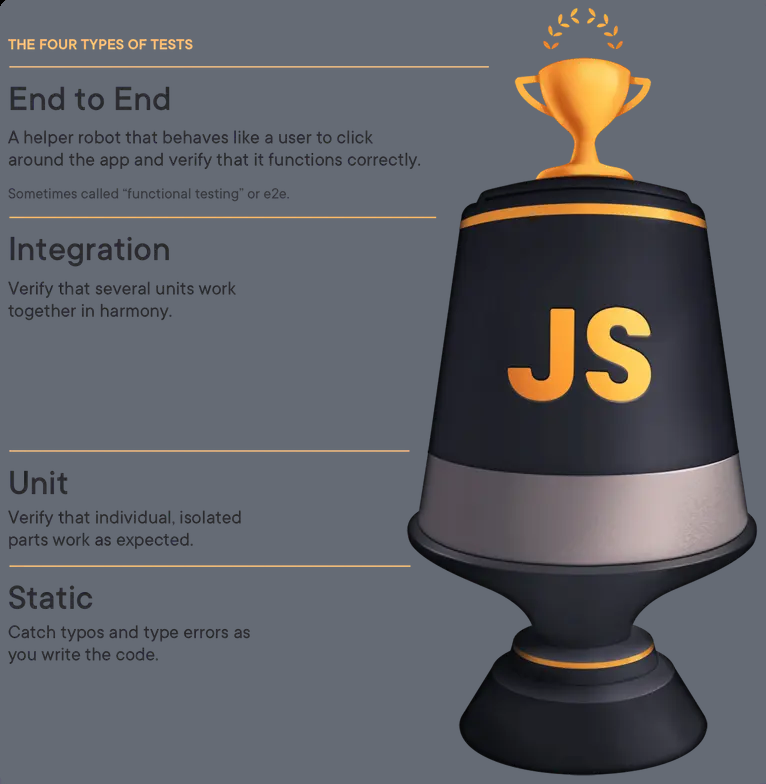 THE FOUR TYPES OF TESTS
End to End
A helper robot that behaves like a user to click
around the app and verify that it functions correctly.
Sometimes called “functional testing” or e2e.
Integration
Verify that several units work
together in harmony.
JS
Unit
Verify that individual, isolated
parts work as expected.
Static
Catch typos and type errors as
you write the code.